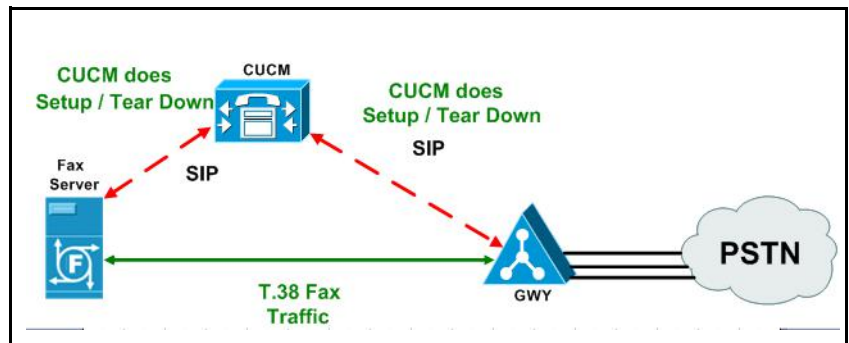 CUCM does
Setup / Tear Down
CUCM
CUCM does
Setup / Tear Down
SIP
SIP
Fax
Server
F
T.38 Fax
Traffic
GWY
PSTN